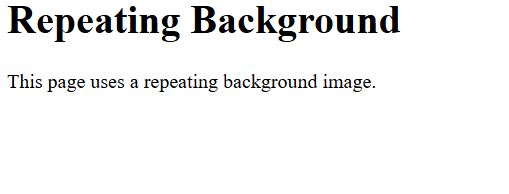 Repeating Background
This page uses a repeating background image.